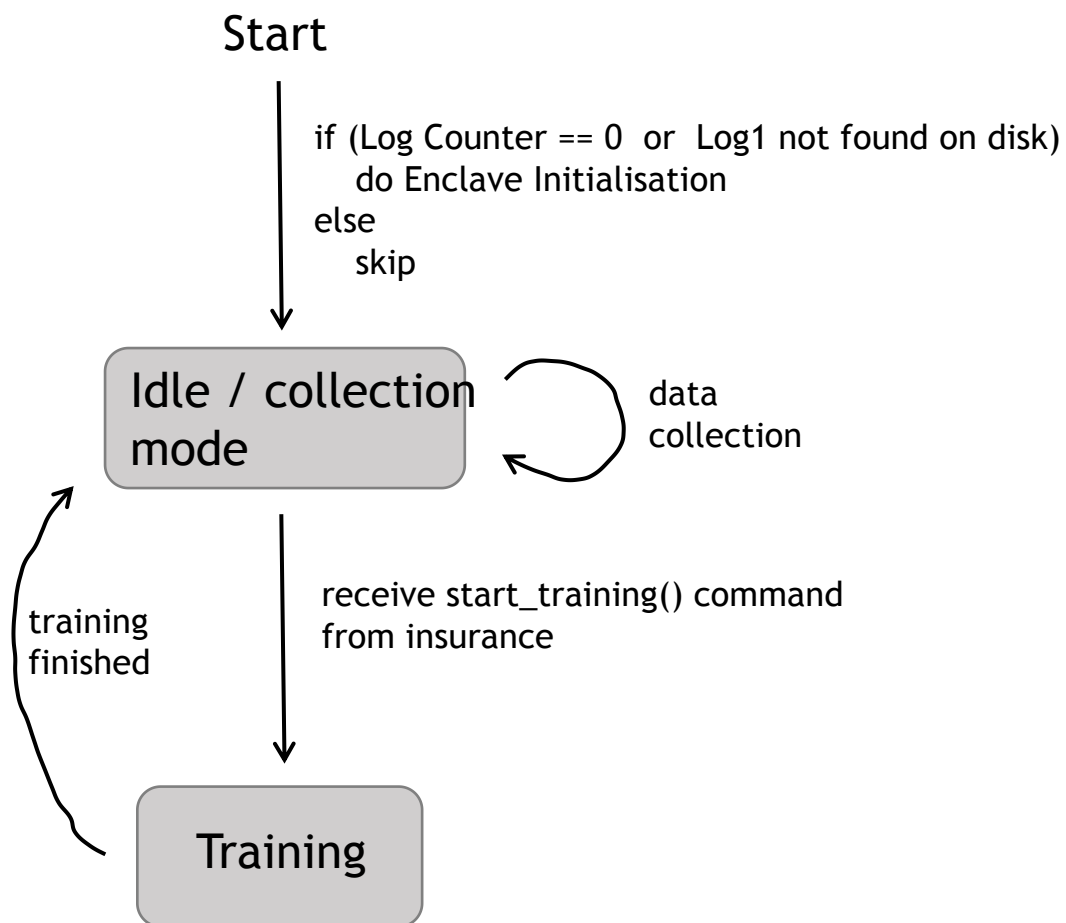 Start
if (Log Counter == 0 or Log1 not found on disk)
do Enclave Initialisation
else
skip
Idle / collection
mode
data
collection
receive start_training() command
from insurance
training
finished
Training